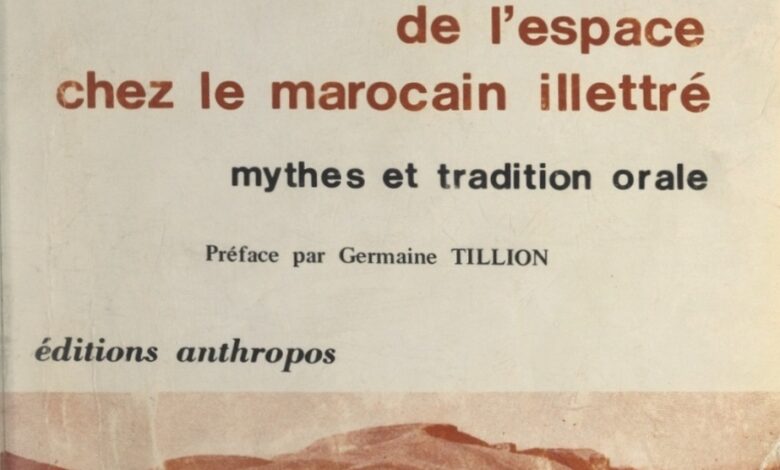 de l'espace
chez le marocain illettré
mythes et tradition orale
Préface par Germaine TILLION
éditions anthropos